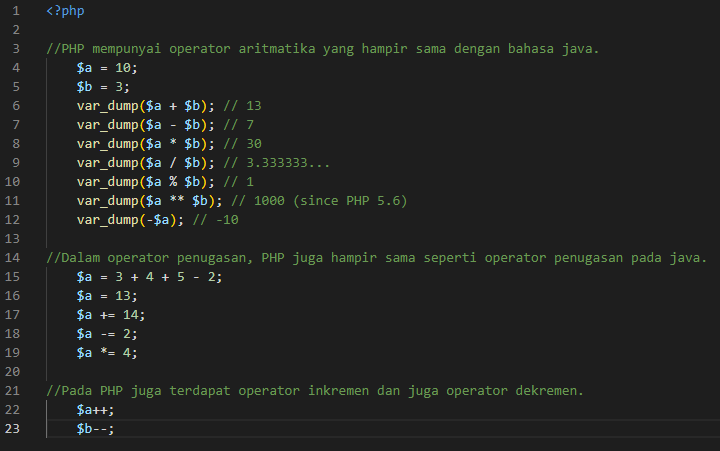 1 <?php
2
3 //PHP mempunyai operator aritmatika yang hampir sama dengan bahasa java.
4 $a = 10;
5 $b = 3;
6 var_dump($a + $b); // 13
7 var_dump($a - $b); // 7
8 var_dump($a * $b); // 30
9 var_dump($a / $b); // 3.333333...
10 var_dump($a % $b); // 1
11 var_dump($a ** $b); // 1000 (since PHP 5.6)
12 var_dump(-$a); // -10
13
14 //Dalam operator penugasan, PHP juga hampir sama seperti operator penugasan pada java.
15 $a = 3 + 4 + 5 - 2;
16 $a = 13;
17 $a += 14;
18 $a -= 2;
19 $a *= 4;
20
21 //Pada PHP juga terdapat operator inkremen dan juga operator dekremen.
22 $a++;
23 $b--;